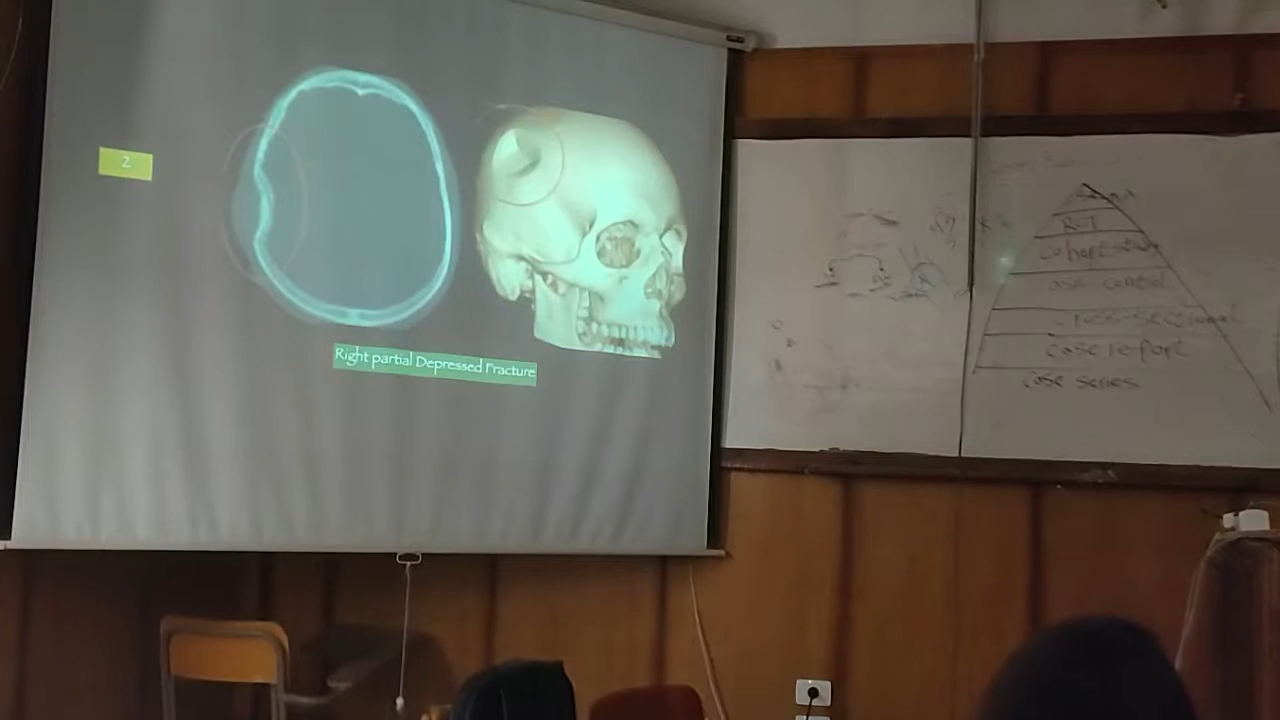 2
Right partial Depressed Fracture
RCT
cohort study
case control
cross-sectional
case report
case series